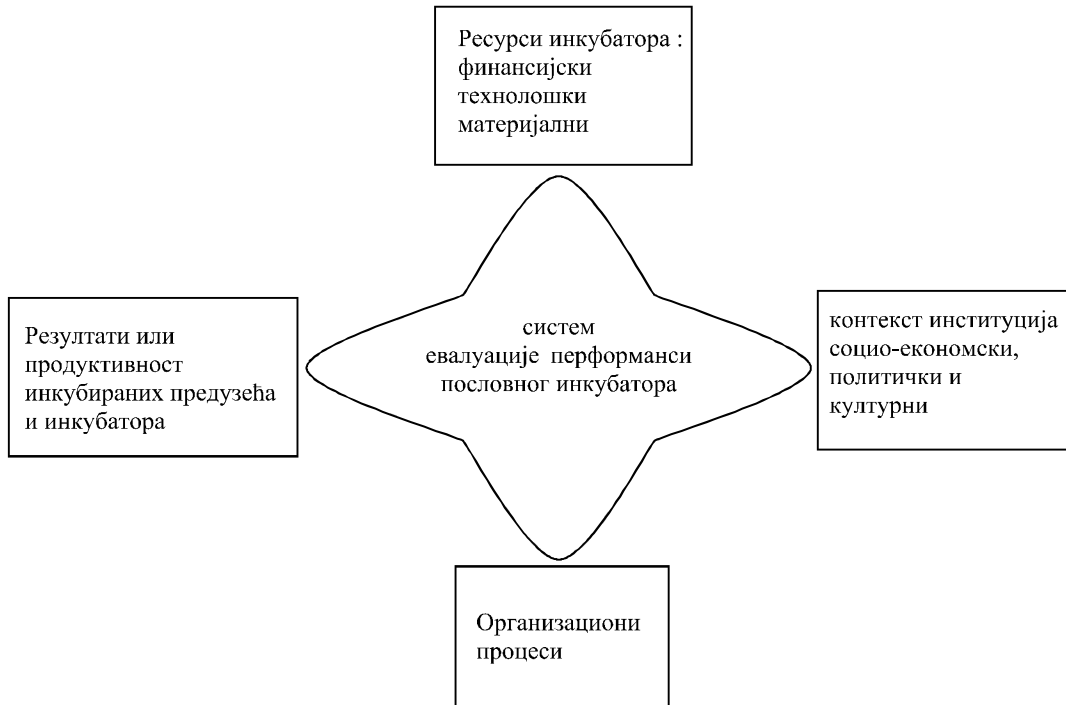 Ресурси инкубатора :
финансијски
технолошки
материјални
Резултати или
продуктивност
инкубираних предузећа
и инкубатора
систем
евалуације перформанси
пословног инкубатора
контекст институција
социо-економски,
политички и
културни
Организациони
процеси